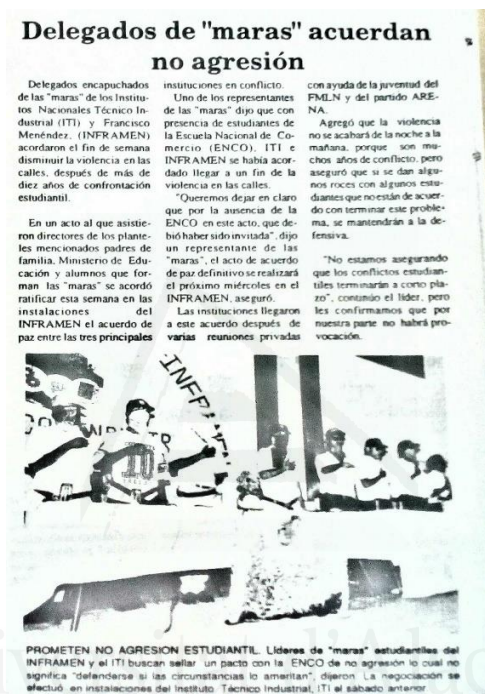 Delegados de "maras" acuerdan
no agresión
Delegados encapuchados
de las "maras" de los Institu-
tos Nacionales Técnico In-
dustrial (ITI) y Francisco
Menéndez, (INFRAMEN)
acordaron el fin de semana
disminuir la violencia en las
calles, después de más de
diez años de confrontación
estudiantil.
En un acto al que asistie-
ron directores de los plante-
les mencionados padres de
familia, Ministerio de Edu-
cación y alumnos que for-
man las "maras" se acordó
ratificar esta semana en las
instalaciones del
INFRAMEN el acuerdo de
paz entre las tres principales
instituciones en conflicto.
Uno de los representantes
de las "maras" dijo que con
presencia de estudiantes de
la Escuela Nacional de Co-
mercio (ENCO), ITI e
INFRAMEN se había acor-
dado llegar a un fin de la
violencia en las calles.
"Queremos dejar en claro
que por la ausencia de la
ENCO en este acto, que de-
bió haber sido invitada", dijo
un representante de las
"maras", el acto de acuerdo
de paz definitivo se realizará
el próximo miércoles en el
INFRAMEN, aseguró.
Las instituciones llegaron
a este acuerdo después de
varias reuniones privadas
con ayuda de la juventud del
FMLN y del partido ARE-
NA.
Agregó que la violencia
no se acabará de la noche a la
mañana, porque son mu-
chos años de conflicto, pero
aseguró que si se dan algu-
nos roces con algunos estu-
diantes que no están de acuer-
do con terminar este proble-
ma, se mantendrán a la de-
fensiva.
"No estamos asegurando
que los conflictos estudian-
tiles terminarán a corto pla-
zo", continúo el líder, pero
les confirmamos que por
nuestra parte no habrá pro-
vocación.
INFRAMEN
PROMETEN NO AGRESION ESTUDIANTIL. Líderes de "maras" estudiantiles del
INFRAMEN y el ITI buscan sellar un pacto con la ENCO de no agresión lo cual no
significa "defenderse si las circunstancias lo ameritan", dijeron. La negociación se
efectuó en instalaciones del Instituto Técnico Industrial, ITI el sábado anterior.